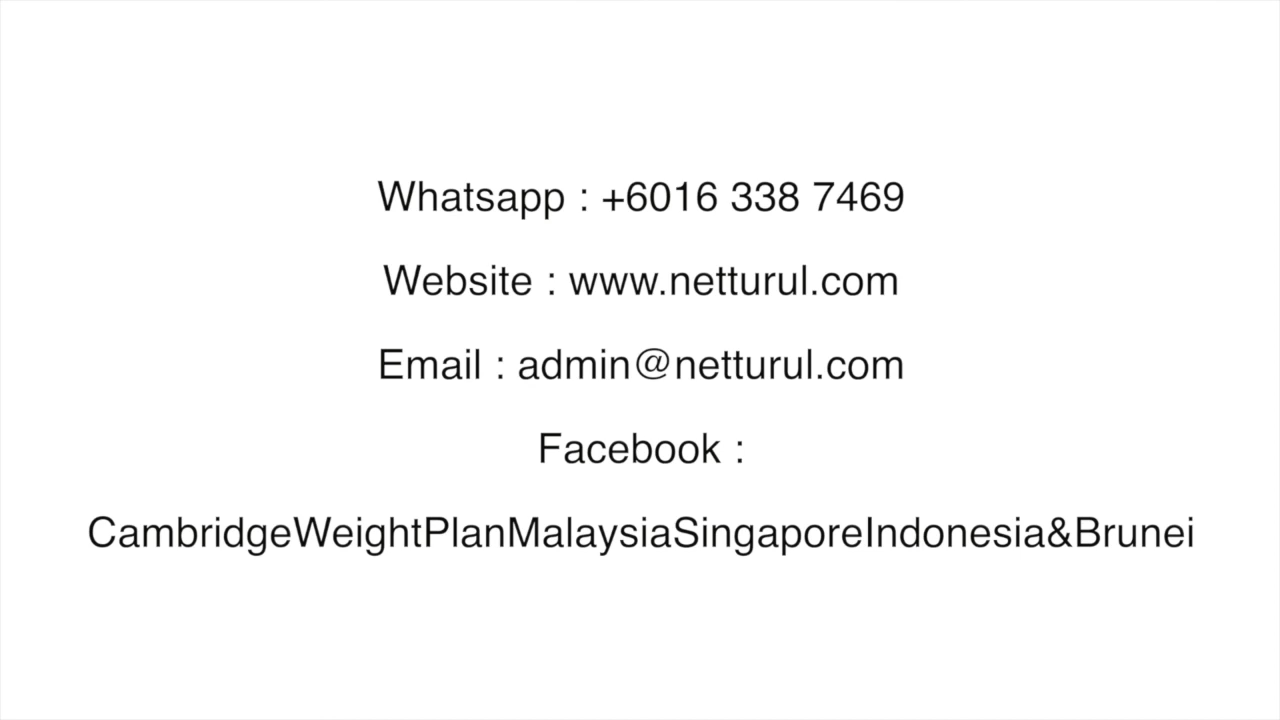 Whatsapp : +6016 338 7469
Website : www.netturul.com
Email : admin@netturul.com
Facebook :
CambridgeWeightPlanMalaysiaSingaporeIndonesia&Brunei